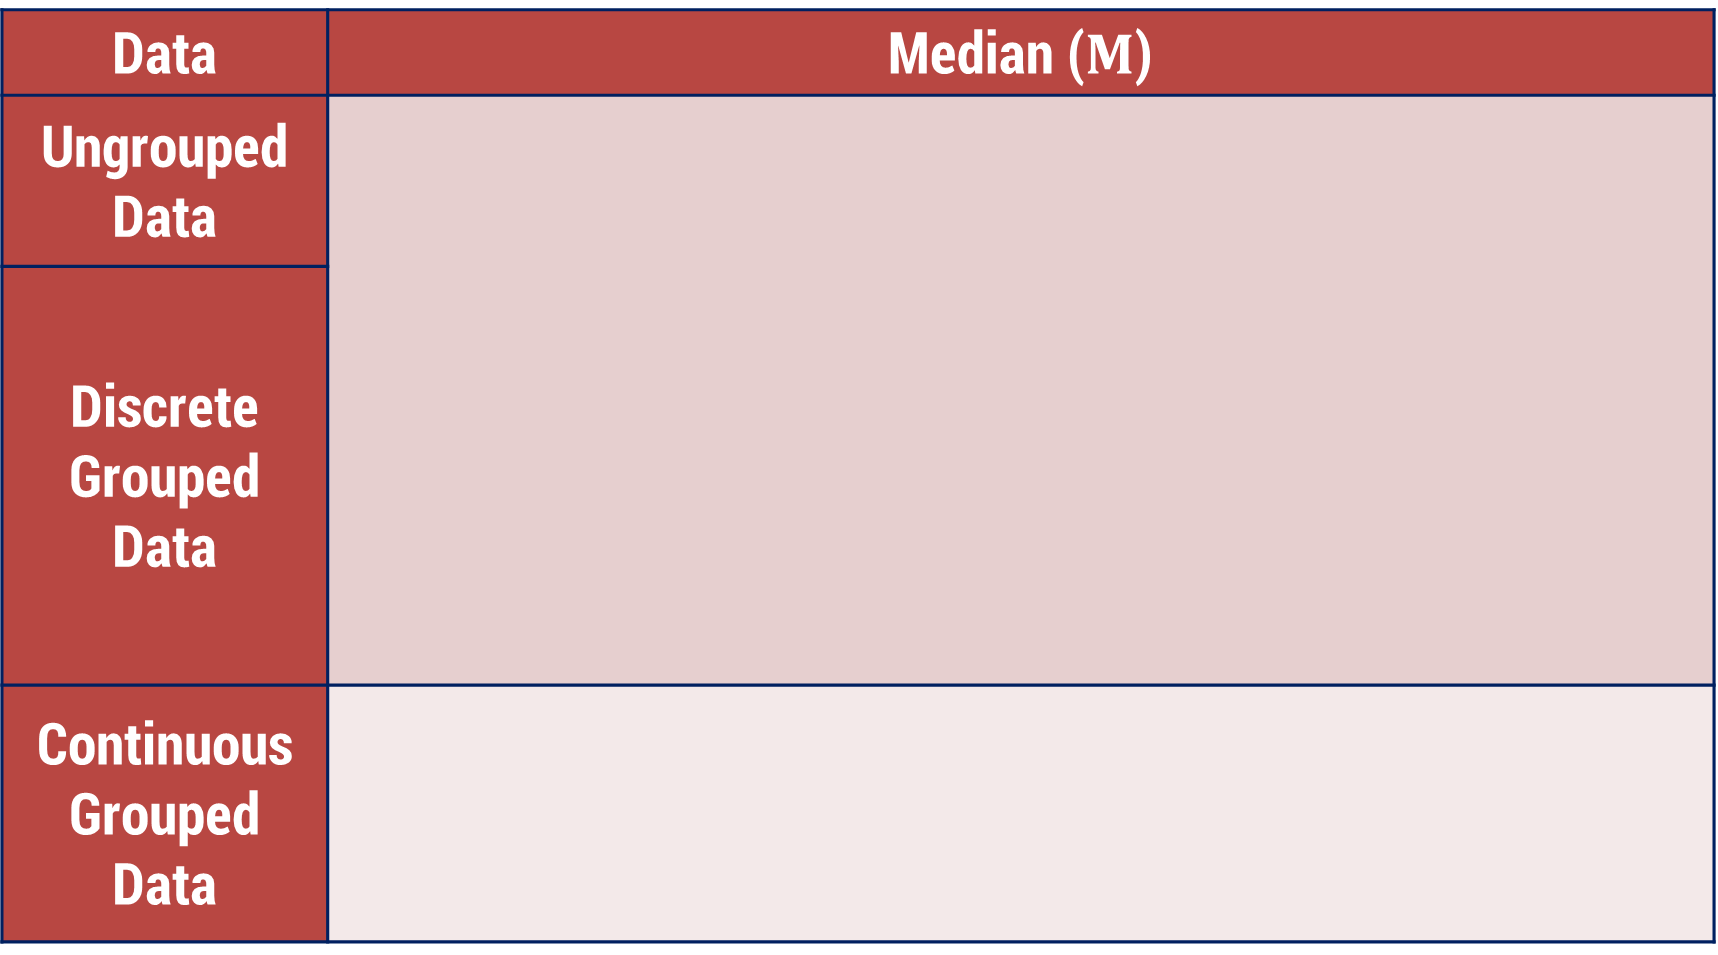 Data
Median (M)
Ungrouped
Data
Discrete
Grouped
Data
Continuous
Grouped
Data